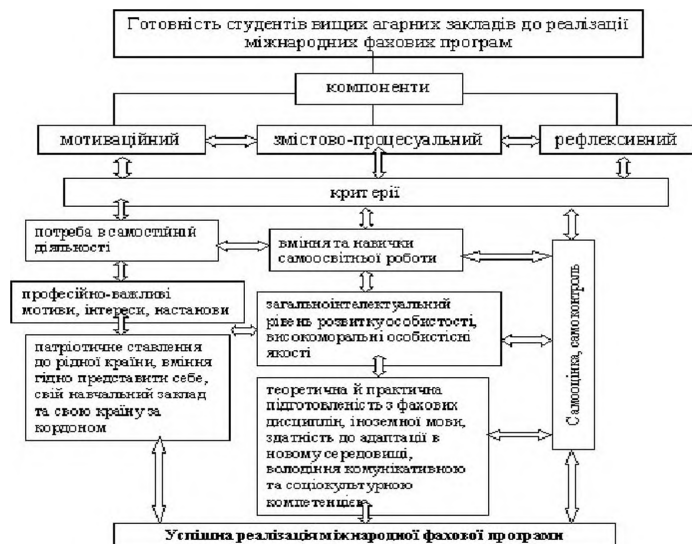 Готовність студентів вищих агарних закладів до реалізації
міжнародних фахових програм
компоненти
мотиваційний
змістово-процесуальний
рефлексивний
критерії
потреба в самостійній
діяльності
вміння та навички
самоосвітньої роботи
професійно-важливі
мотиви, інтереси, настанови
загальноінтелектуальний
рівень розвитку особистості,
високоморальні особистісні
якості
патріотичне ставлення
до рідної країни, вміння
гідно представити себе,
свій навчальний заклад
та свою країну за
кордоном
теоретична й практична
підготовленість з фахових
дисциплін, іноземної мови,
здатність до адаптації в
новому середовищі,
володіння комунікативною
та соціокультурною
компетенцією
Самооцінка, самоконтроль
Успішна реалізація міжнародної фахової програми